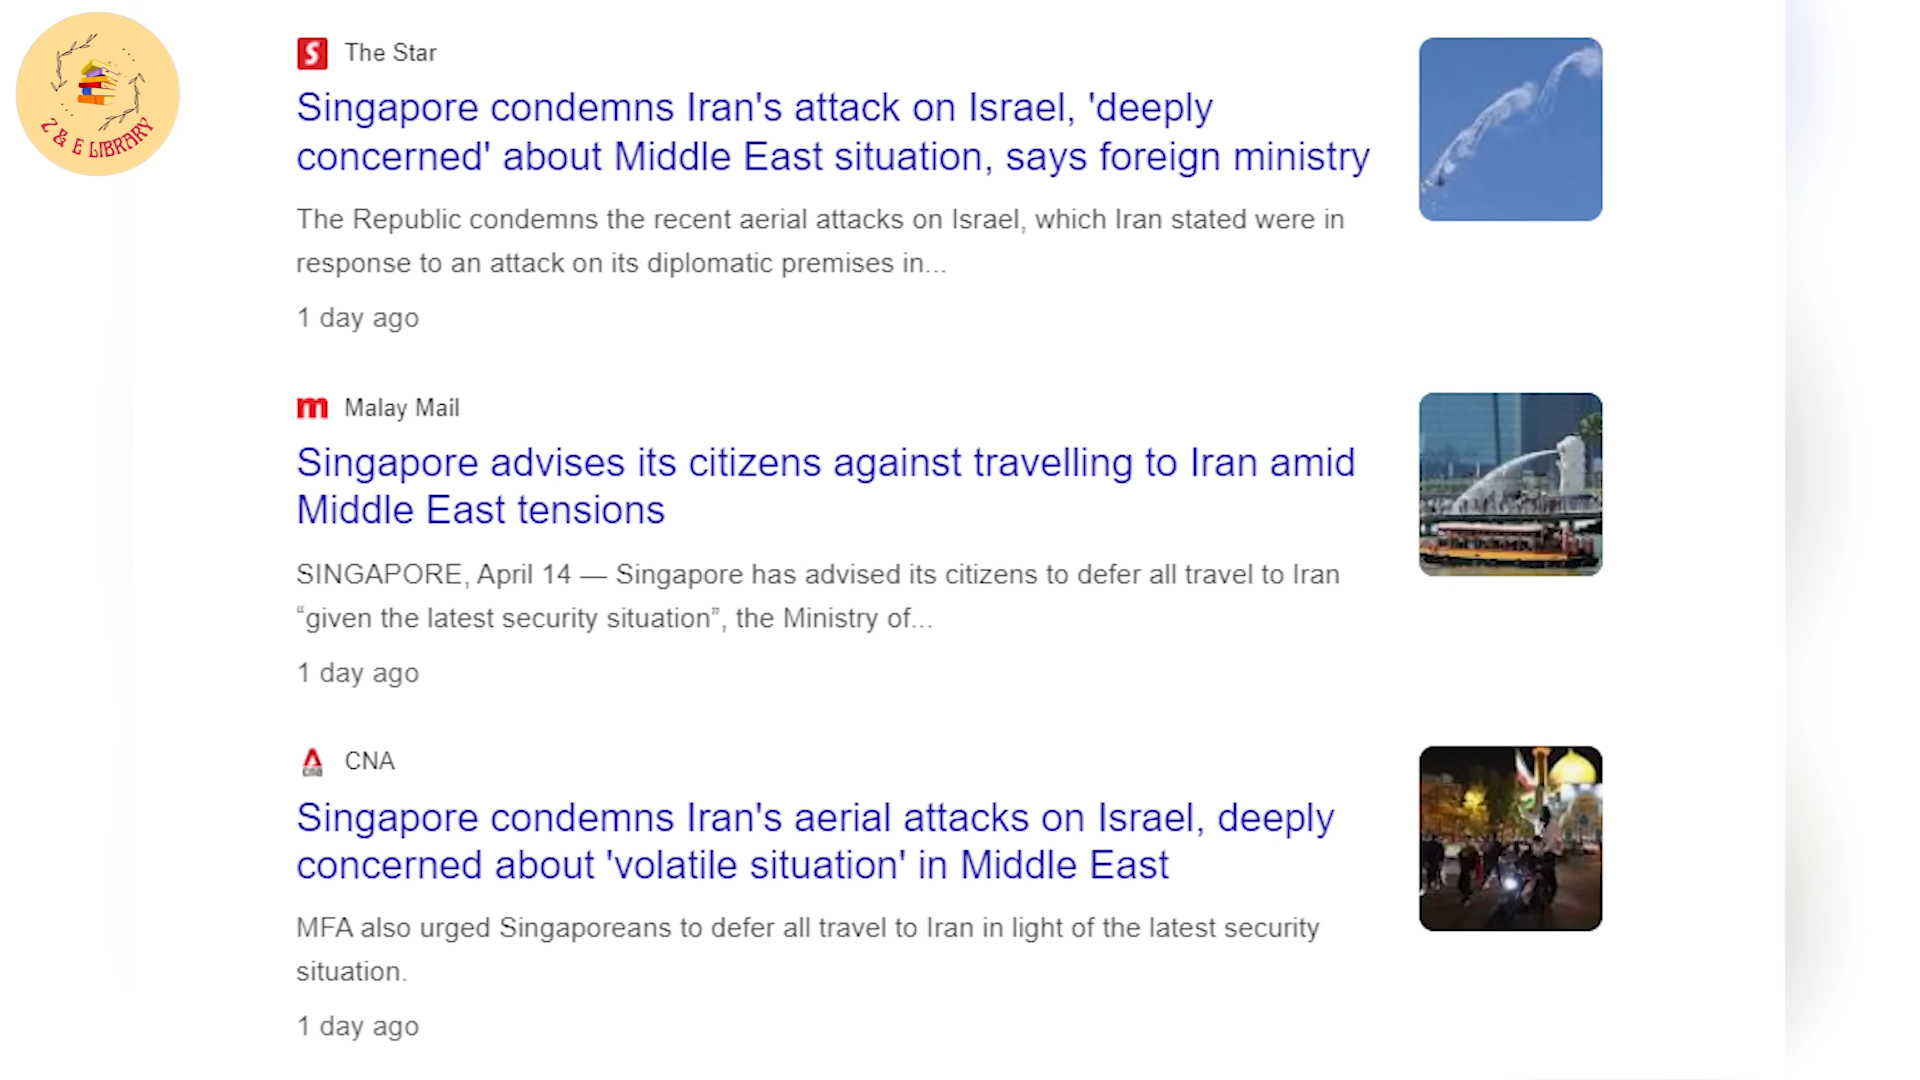 Z & E LIBRARY
The Star
Singapore condemns Iran's attack on Israel, 'deeply
concerned' about Middle East situation, says foreign ministry
The Republic condemns the recent aerial attacks on Israel, which Iran stated were in
response to an attack on its diplomatic premises in...
1 day ago
Malay Mail
Singapore advises its citizens against travelling to Iran amid
Middle East tensions
SINGAPORE, April 14 — Singapore has advised its citizens to defer all travel to Iran
“given the latest security situation”, the Ministry of...
1 day ago
cna CNA
Singapore condemns Iran's aerial attacks on Israel, deeply
concerned about 'volatile situation' in Middle East
MFA also urged Singaporeans to defer all travel to Iran in light of the latest security
situation.
1 day ago